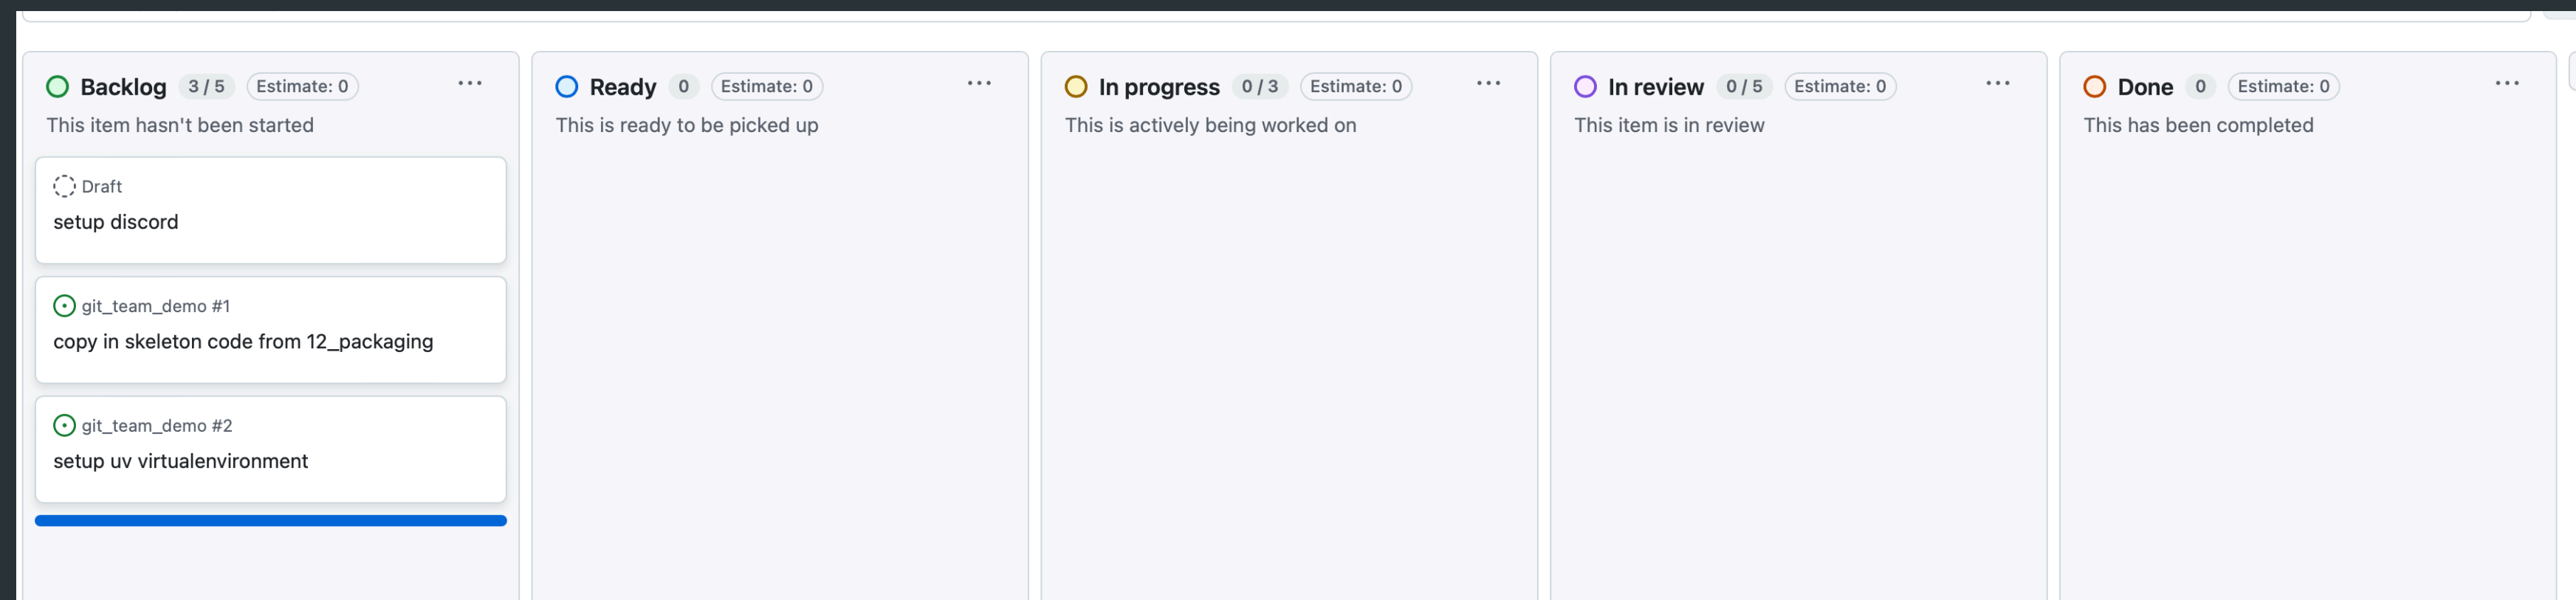 Backlog 3 / 5 Estimate: 0
This item hasn't been started
Draft
setup discord
git_team_demo #1
copy in skeleton code from 12_packaging
git_team_demo #2
setup uv virtualenvironment
Ready 0 Estimate: 0
This is ready to be picked up
In progress 0 / 3 Estimate: 0
This is actively being worked on
In review 0 / 5 Estimate: 0
This item is in review
Done 0 Estimate: 0
This has been completed